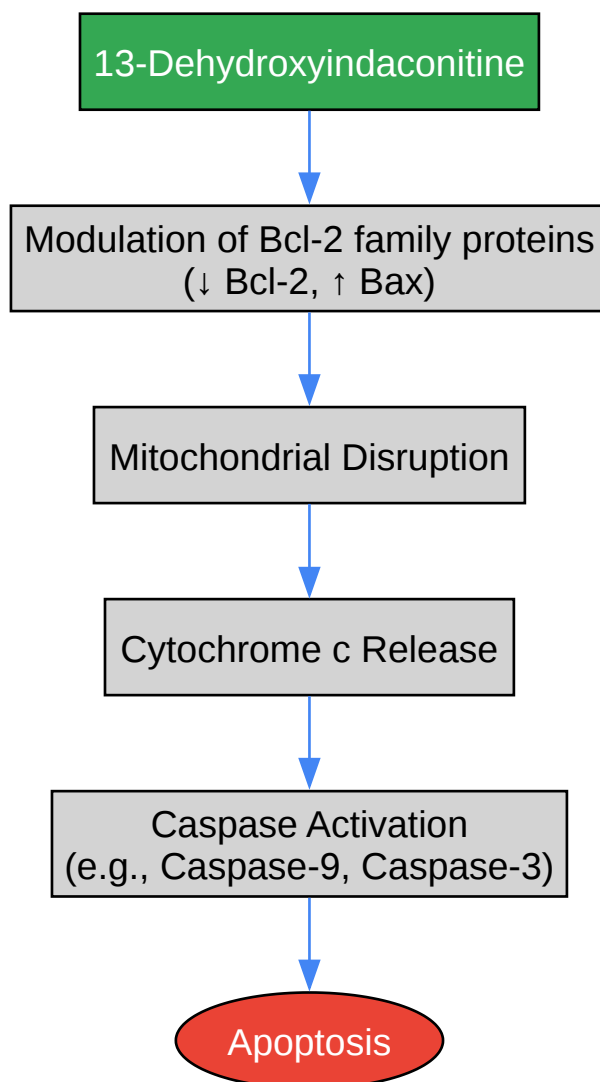 13-Dehydroxyindaconitine
Modulation of Bcl-2 family proteins
(↓ Bcl-2, ↑ Bax)
Mitochondrial Disruption
Cytochrome c Release
Caspase Activation
(e.g., Caspase-9, Caspase-3)
Apoptosis